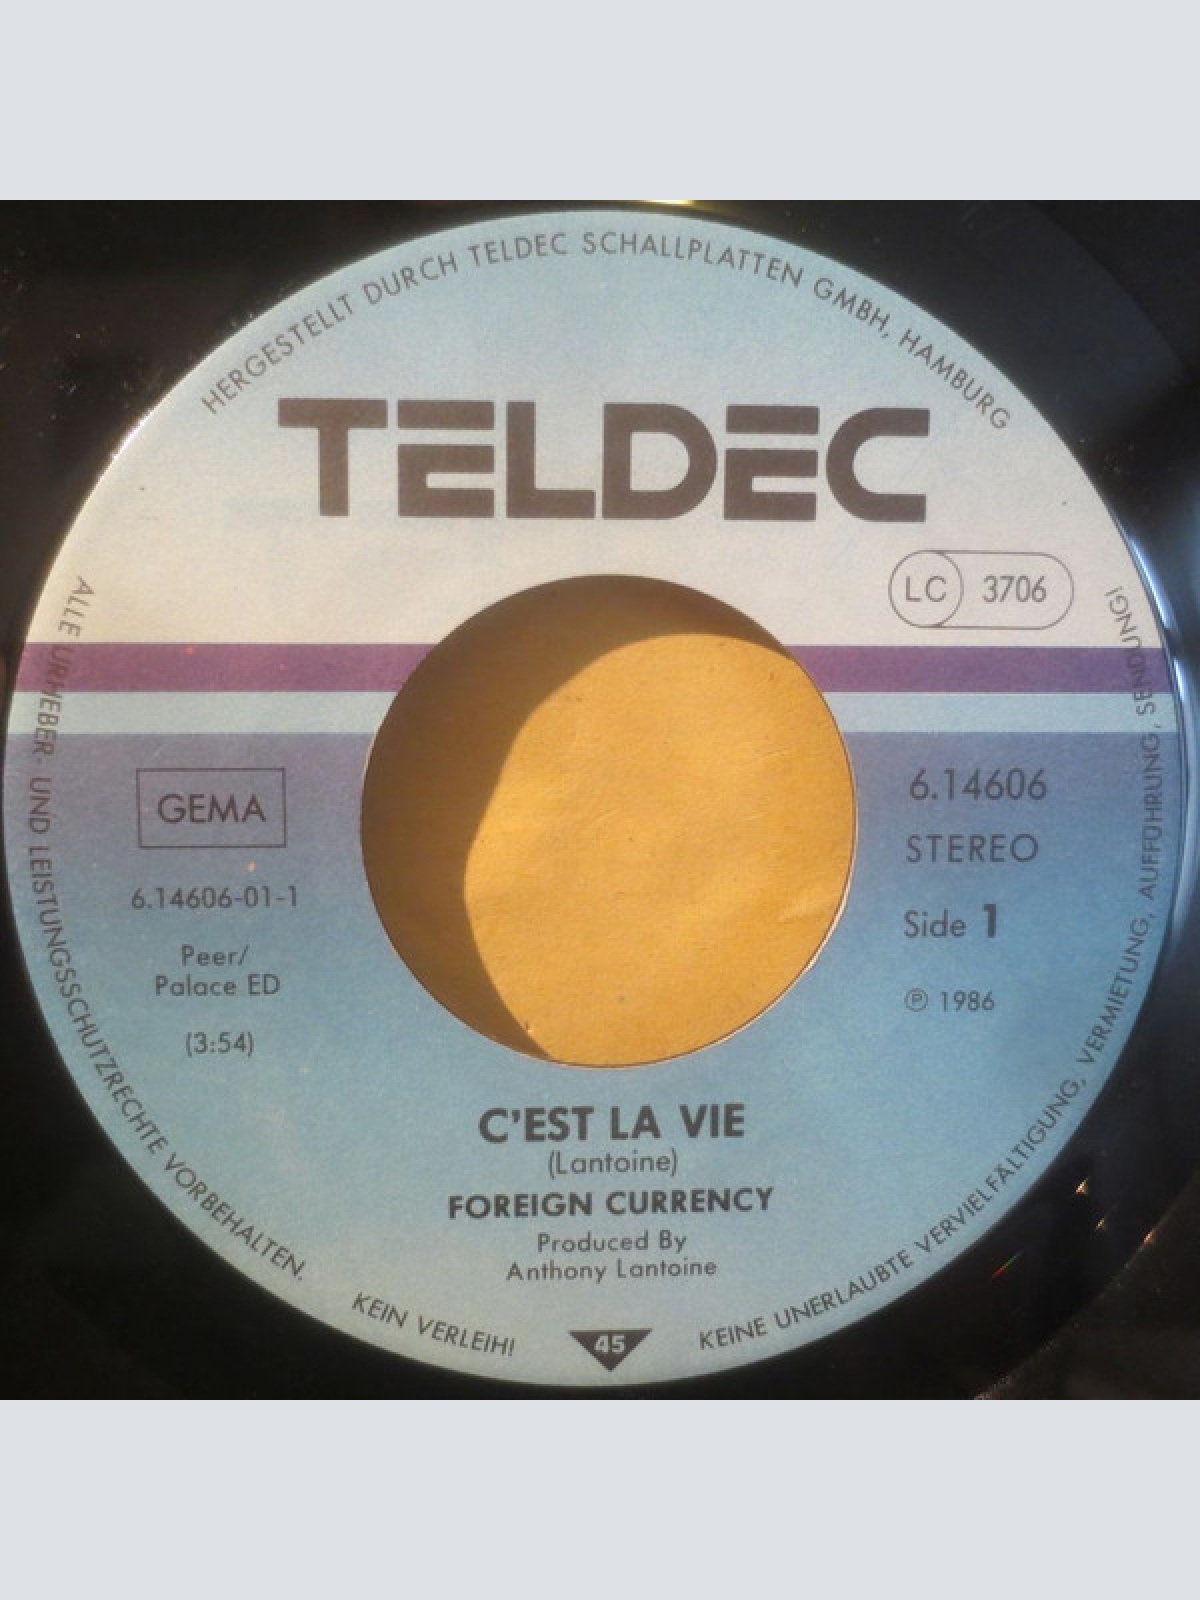 HERGESTELLT DURCH TELDEC SCHALLPLATTEN GMBH, HAMBURG
TELDEC
LC 3706
GEMA
6.14606-01-1
Peer/
Palace ED
(3:54)
6.14606
STEREO
Side 1
℗ 1986
C'EST LA VIE
(Lantoine)
FOREIGN CURRENCY
Produced By
Anthony Lantoine
45
ALLE URHEBER- UND LEISTUNGSSCHUTZRECHTE VORBEHALTEN.
KEIN VERLEIH!
KEINE UNERLAUBTE VERVIELFÄLTIGUNG, VERMIETUNG, AUFFÜHRUNG, SENDUNG!